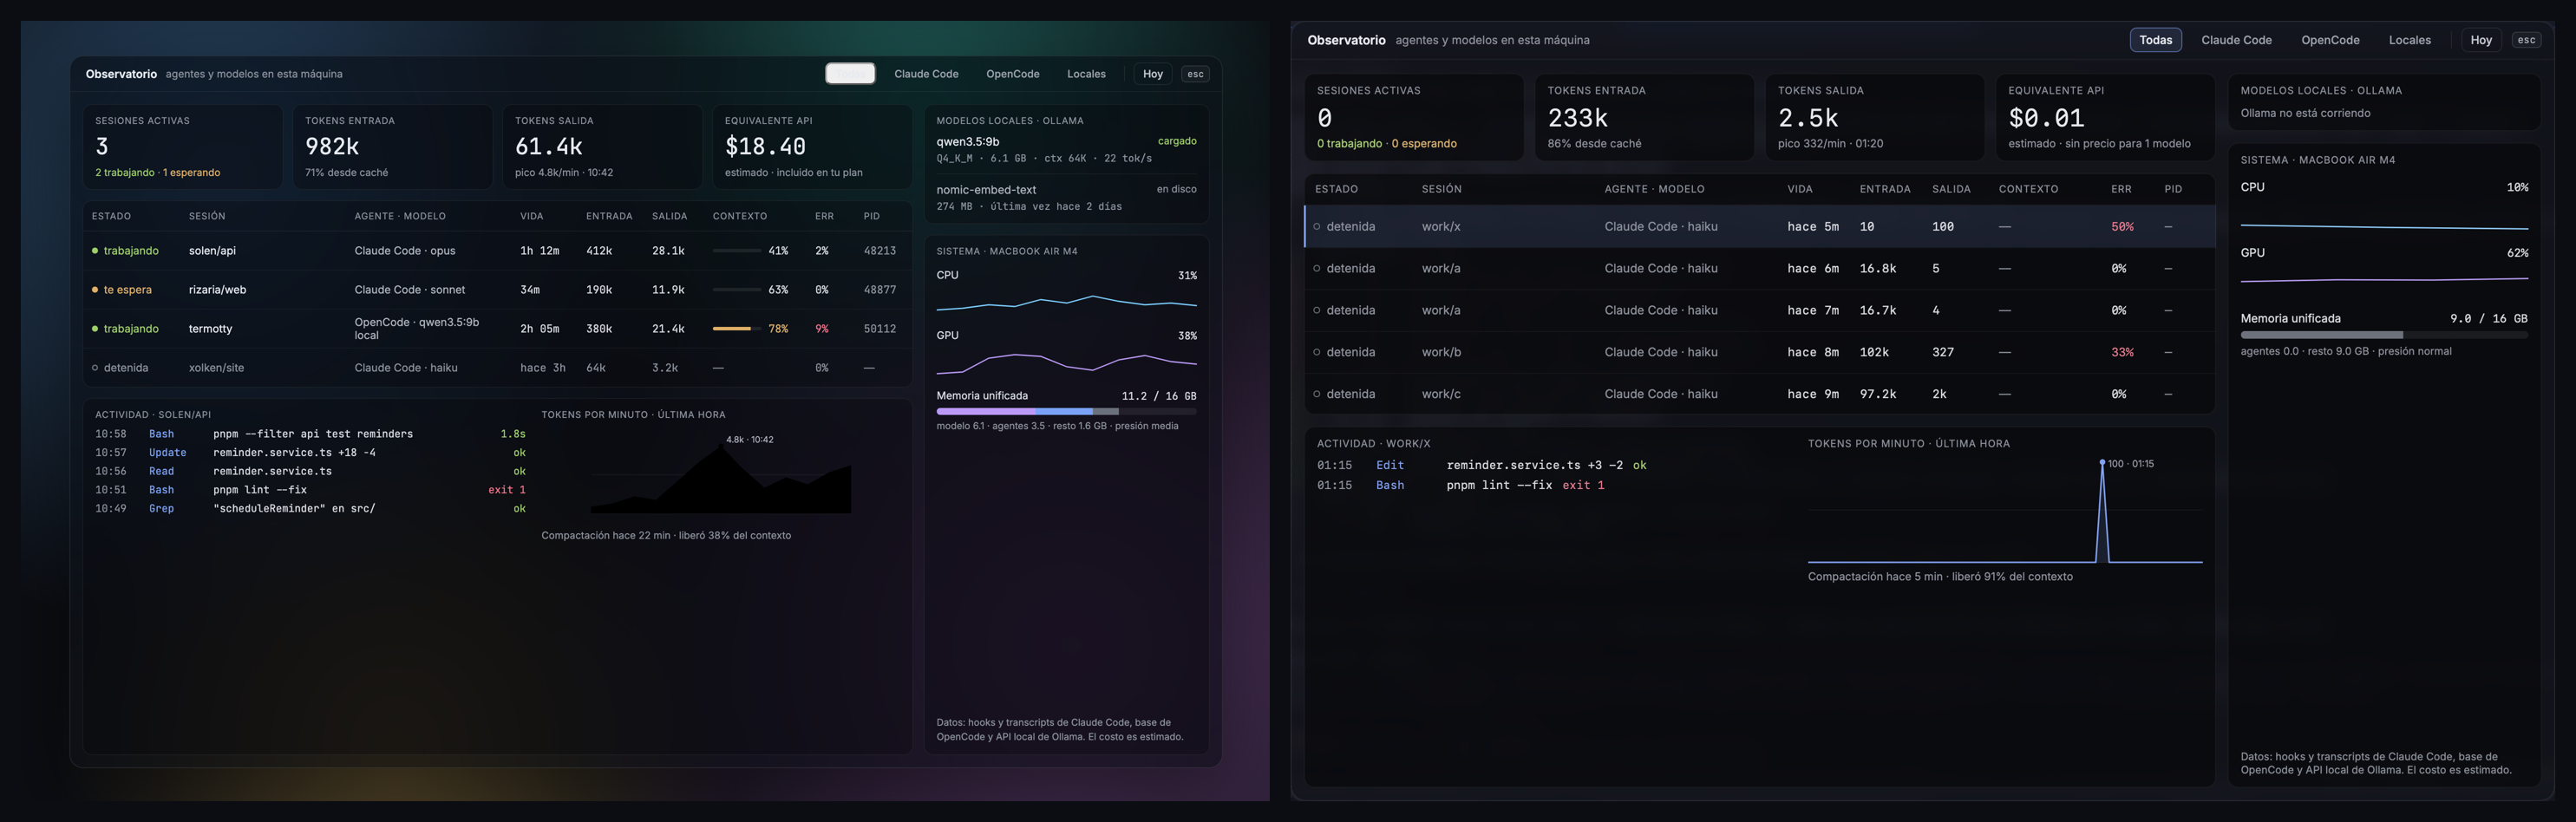 Observatorio agentes y modelos en esta máquina
Claude Code OpenCode Locales Hoy esc
SESIONES ACTIVAS
3
2 trabajando · 1 esperando
TOKENS ENTRADA
982k
71% desde caché
TOKENS SALIDA
61.4k
pico 4.8k/min · 10:42
EQUIVALENTE API
$18.40
estimado · incluido en tu plan
ESTADO SESIÓN AGENTE · MODELO VIDA ENTRADA SALIDA CONTEXTO ERR PID
trabajando solen/api Claude Code · opus 1h 12m 412k 28.1k 41% 2% 48213
te espera rizaria/web Claude Code · sonnet 34m 190k 11.9k 63% 0% 48877
trabajando termotty OpenCode · qwen3.5:9b local 2h 05m 380k 21.4k 78% 9% 50112
detenida xolken/site Claude Code · haiku hace 3h 64k 3.2k — 0% —
ACTIVIDAD · SOLEN/API
10:58 Bash pnpm --filter api test reminders 1.8s
10:57 Update reminder.service.ts +18 -4 ok
10:56 Read reminder.service.ts ok
10:51 Bash pnpm lint --fix exit 1
10:49 Grep "scheduleReminder" en src/ ok
TOKENS POR MINUTO · ÚLTIMA HORA
4.8k · 10:42
Compactación hace 22 min · liberó 38% del contexto
MODELOS LOCALES · OLLAMA
qwen3.5:9b cargado
Q4_K_M · 6.1 GB · ctx 64K · 22 tok/s
nomic-embed-text en disco
274 MB · última vez hace 2 días
SISTEMA · MACBOOK AIR M4
CPU 31%
GPU 38%
Memoria unificada 11.2 / 16 GB
modelo 6.1 · agentes 3.5 · resto 1.6 GB · presión media
Datos: hooks y transcripts de Claude Code, base de
OpenCode y API local de Ollama. El costo es estimado.
Observatorio agentes y modelos en esta máquina
Todas Claude Code OpenCode Locales Hoy esc
SESIONES ACTIVAS
0
0 trabajando · 0 esperando
TOKENS ENTRADA
233k
86% desde caché
TOKENS SALIDA
2.5k
pico 332/min · 01:20
EQUIVALENTE API
$0.01
estimado · sin precio para 1 modelo
ESTADO SESIÓN AGENTE · MODELO VIDA ENTRADA SALIDA CONTEXTO ERR PID
detenida work/x Claude Code · haiku hace 5m 10 100 — 50% —
detenida work/a Claude Code · haiku hace 6m 16.8k 5 — 0% —
detenida work/a Claude Code · haiku hace 7m 16.7k 4 — 0% —
detenida work/b Claude Code · haiku hace 8m 102k 327 — 33% —
detenida work/c Claude Code · haiku hace 9m 97.2k 2k — 0% —
ACTIVIDAD · WORK/X
01:15 Edit reminder.service.ts +3 −2 ok
01:15 Bash pnpm lint --fix exit 1
TOKENS POR MINUTO · ÚLTIMA HORA
100 · 01:15
Compactación hace 5 min · liberó 91% del contexto
MODELOS LOCALES · OLLAMA
Ollama no está corriendo
SISTEMA · MACBOOK AIR M4
CPU 10%
GPU 62%
Memoria unificada 9.0 / 16 GB
agentes 0.0 · resto 9.0 GB · presión normal
Datos: hooks y transcripts de Claude Code, base de
OpenCode y API local de Ollama. El costo es estimado.